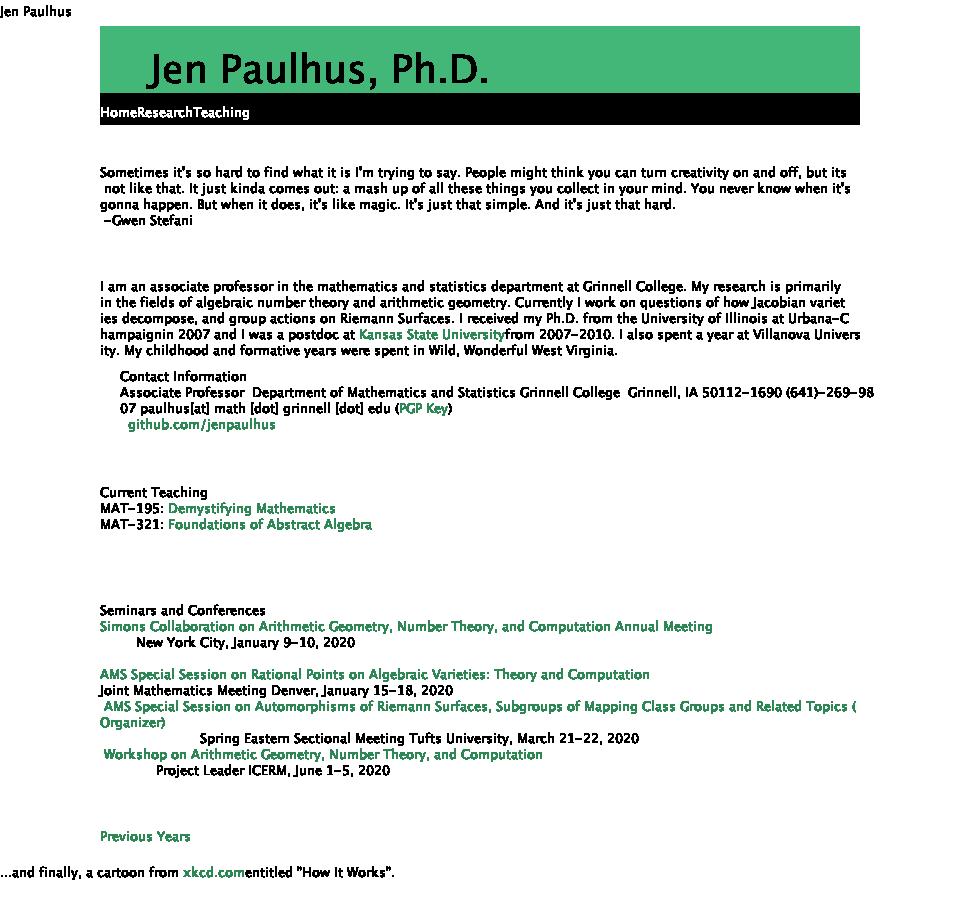 Jen Paulhus
Jen Paulhus, Ph.D.
HomeResearchTeaching
Sometimes it's so hard to find what it is I'm trying to say. People might think you can turn creativity on and off, but its
not like that. It just kinda comes out: a mash up of all these things you collect in your mind. You never know when it's
gonna happen. But when it does, it's like magic. It's just that simple. And it's just that hard.
-Gwen Stefani
I am an associate professor in the mathematics and statistics department at Grinnell College. My research is primarily
in the fields of algebraic number theory and arithmetic geometry. Currently I work on questions of how Jacobian variet
ies decompose, and group actions on Riemann Surfaces. I received my Ph.D. from the University of Illinois at Urbana-C
hampaignin 2007 and I was a postdoc at Kansas State Universityfrom 2007-2010. I also spent a year at Villanova Univers
ity. My childhood and formative years were spent in Wild, Wonderful West Virginia.
Contact Information
Associate Professor  Department of Mathematics and Statistics Grinnell College  Grinnell, IA 50112-1690 (641)-269-98
07 paulhus[at] math [dot] grinnell [dot] edu (PGP Key)
github.com/jenpaulhus
Current Teaching
MAT-195: Demystifying Mathematics
MAT-321: Foundations of Abstract Algebra
Seminars and Conferences
Simons Collaboration on Arithmetic Geometry, Number Theory, and Computation Annual Meeting
New York City, January 9-10, 2020
AMS Special Session on Rational Points on Algebraic Varieties: Theory and Computation
Joint Mathematics Meeting Denver, January 15-18, 2020
AMS Special Session on Automorphisms of Riemann Surfaces, Subgroups of Mapping Class Groups and Related Topics (
Organizer)
Spring Eastern Sectional Meeting Tufts University, March 21-22, 2020
Workshop on Arithmetic Geometry, Number Theory, and Computation
Project Leader ICERM, June 1-5, 2020
Previous Years
...and finally, a cartoon from xkcd.comentitled "How It Works".